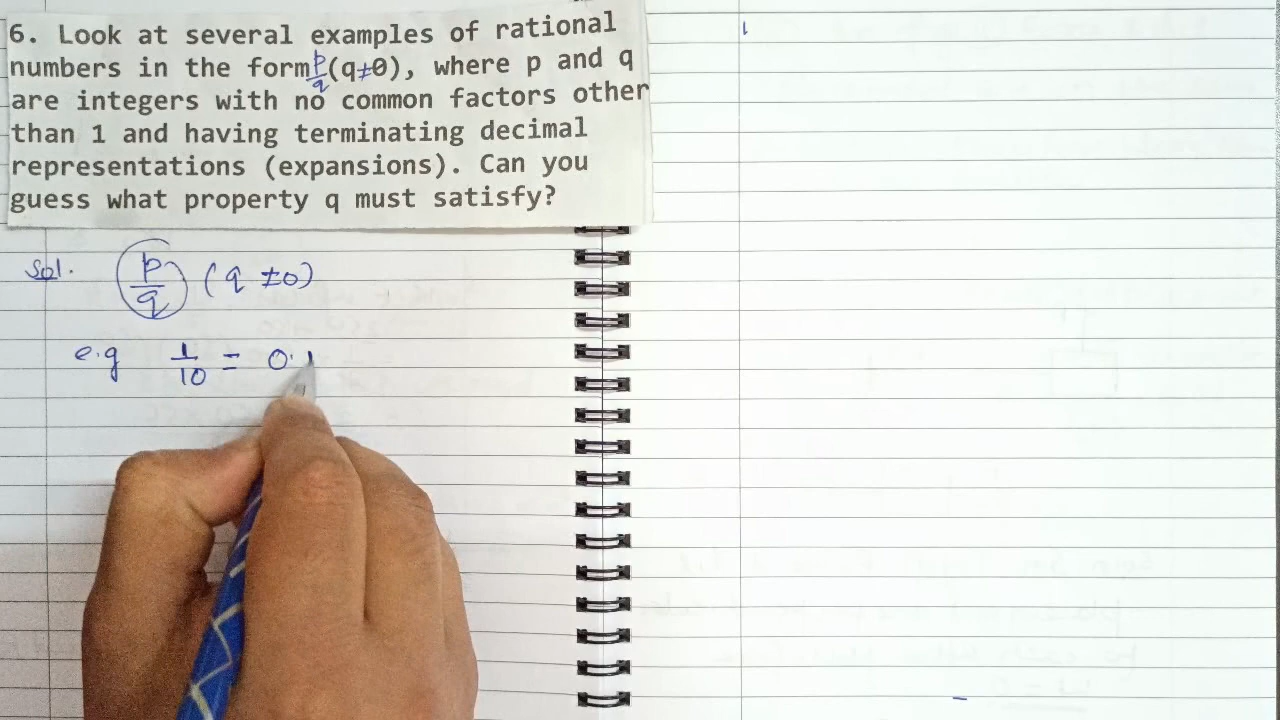 6. Look at several examples of rational
numbers in the form p/q (q≠0), where p and q
are integers with no common factors other
than 1 and having terminating decimal
representations (expansions). Can you
guess what property q must satisfy?
Sol. p/q (q ≠0)
e.g 1/10 = 0.1